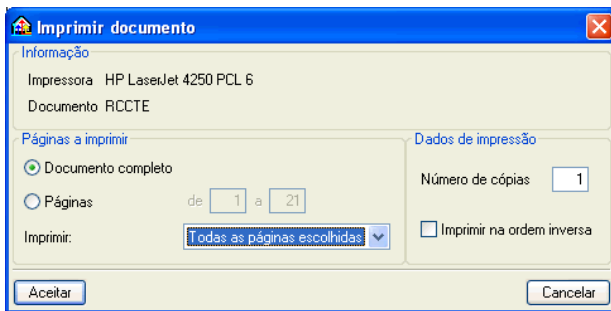 Imprimir documento
Informação
Impressora HP LaserJet 4250 PCL 6
Documento RCCTE
Páginas a imprimir
Documento completo
Páginas de 1 a 21
Imprimir: Todas as páginas escolhidas
Dados de impressão
Número de cópias 1
Imprimir na ordem inversa
Aceitar
Cancelar